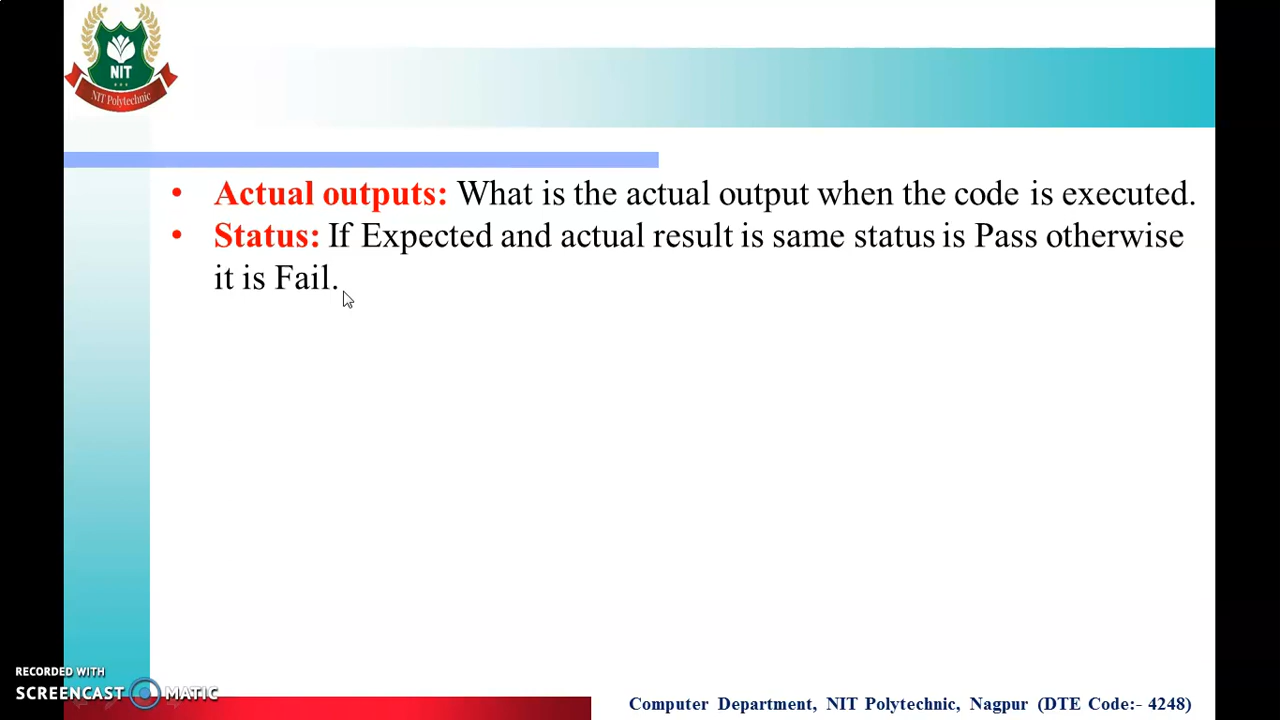 NIT
NIT Polytechnic
• Actual outputs: What is the actual output when the code is executed.
• Status: If Expected and actual result is same status is Pass otherwise
it is Fail.
RECORDED WITH
SCREENCAST MATIC
Computer Department, NIT Polytechnic, Nagpur (DTE Code:- 4248)